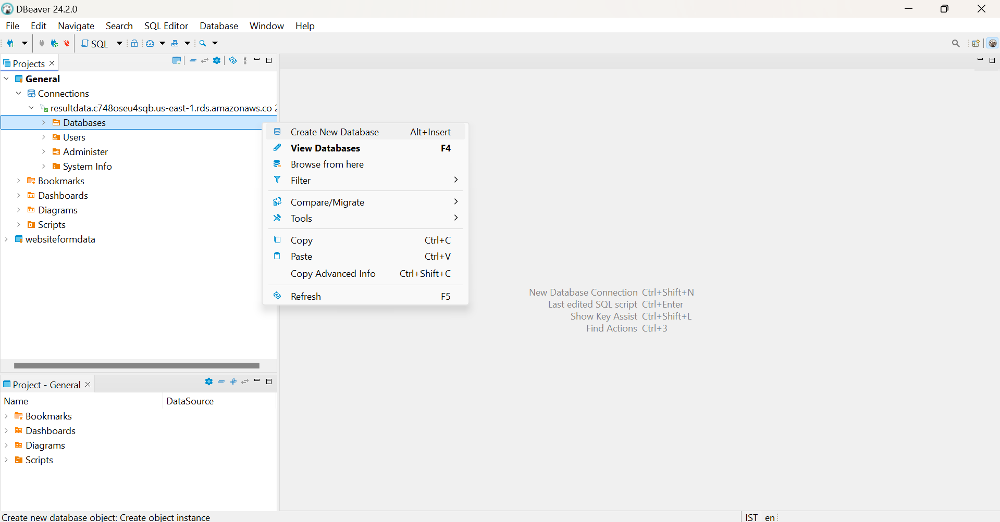 DBeaver 24.2.0
File Edit Navigate Search SQL Editor Database Window Help
SQL
Projects
General
Connections
resultdata.c748oseu4sqb.us-east-1.rds.amazonaws.co
Databases
Users
Administer
System Info
Bookmarks
Dashboards
Diagrams
Scripts
websiteformdata
Create New Database Alt+Insert
View Databases F4
Browse from here
Filter
Compare/Migrate
Tools
Copy Ctrl+C
Paste Ctrl+V
Copy Advanced Info Ctrl+Shift+C
Refresh F5
New Database Connection Ctrl+Shift+N
Last edited SQL script Ctrl+Enter
Show Key Assist Ctrl+Shift+L
Find Actions Ctrl+3
Project - General
Name DataSource
Bookmarks
Dashboards
Diagrams
Scripts
Create new database object: Create object instance
IST en